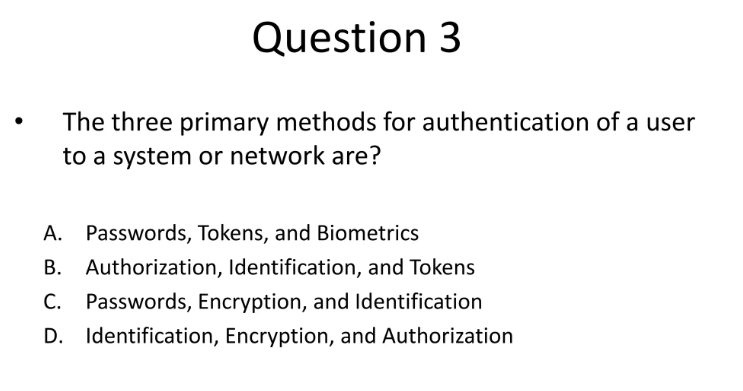 Question 3
• The three primary methods for authentication of a user
to a system or network are?
A. Passwords, Tokens, and Biometrics
B. Authorization, Identification, and Tokens
C. Passwords, Encryption, and Identification
D. Identification, Encryption, and Authorization